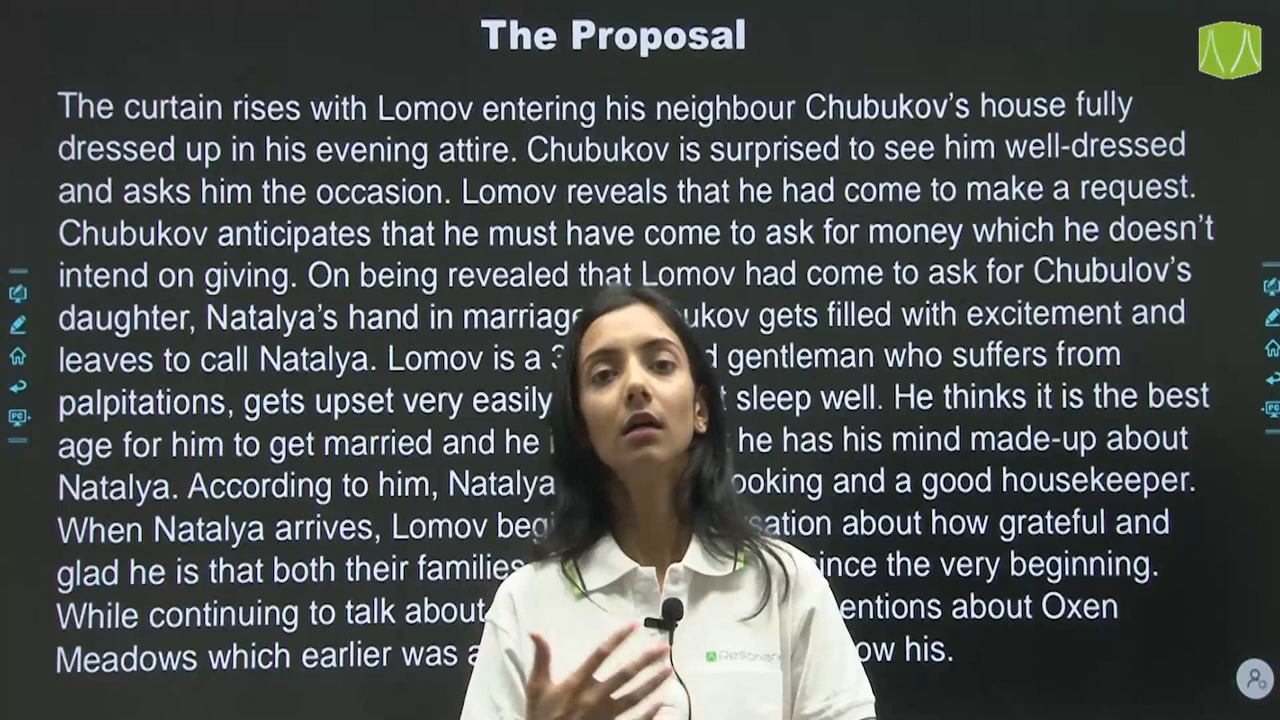 The Proposal
The curtain rises with Lomov entering his neighbour Chubukov's house fully
dressed up in his evening attire. Chubukov is surprised to see him well-dressed
and asks him the occasion. Lomov reveals that he had come to make a request.
Chubukov anticipates that he must have come to ask for money which he doesn't
intend on giving. On being revealed that Lomov had come to ask for Chubulov's
daughter, Natalya's hand in marriage gets filled with excitement and
leaves to call Natalya. Lomov is a gentleman who suffers from
palpitations, gets upset very easily sleep well. He thinks it is the best
age for him to get married and he he has his mind made-up about
Natalya. According to him, Natalya and a good housekeeper.
When Natalya arrives, Lomov about how grateful and
glad he is that both their families since the very beginning.
While continuing to talk about about Oxen
Meadows which earlier was his.
Resonan
PC
PC